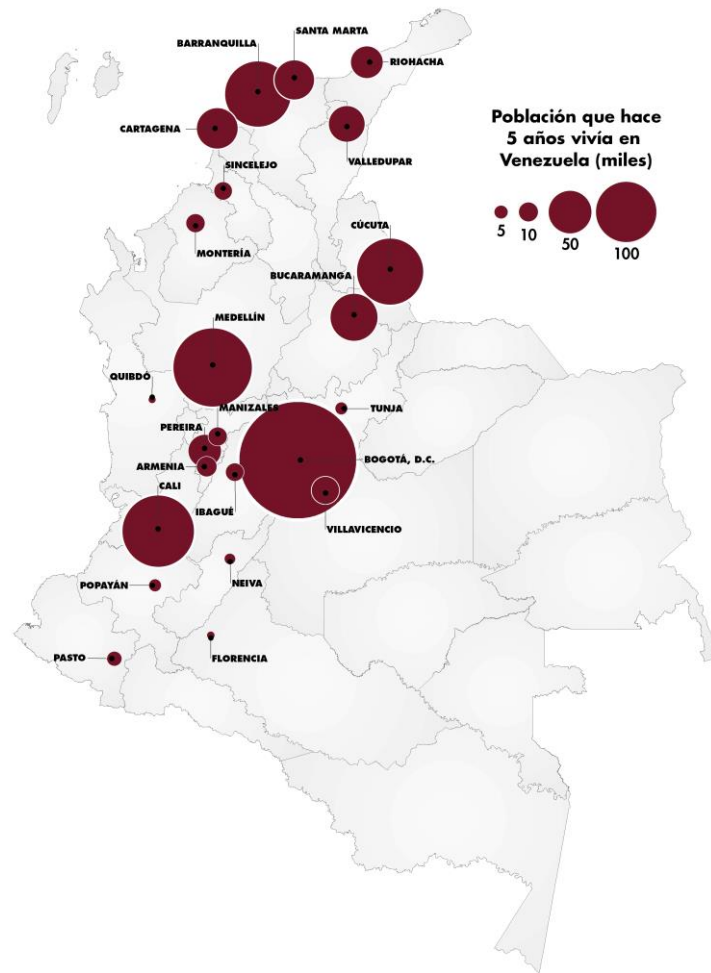 SANTA MARTA
BARRANQUILLA
RIOHACHA
CARTAGENA
VALLEDUPAR
SINCELEJO
MONTERÍA
Población que hace
5 años vivía en
Venezuela (miles)
5
10
50
100
CÚCUTA
BUCARAMANGA
MEDELLÍN
QUIBDÓ
MANIZALES
TUNJA
PEREIRA
BOGOTÁ, D.C.
ARMENIA
CALI
IBAGUÉ
VILLAVICENCIO
POPAYÁN
NEIVA
PASTO
FLORENCIA